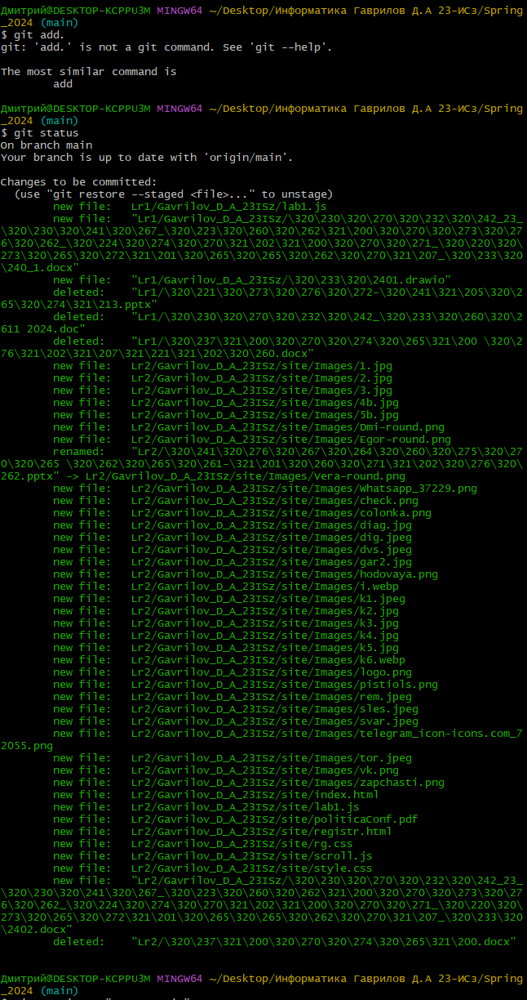 Дмитрий@DESKTOP-KCPPU3M MINGW64 ~/Desktop/Информатика Гаврилов Д.А 23-ИСз/Spring
_2024 (main)
$ git add.
git: 'add.' is not a git command. See 'git --help'.
The most similar command is
add
Дмитрий@DESKTOP-KCPPU3M MINGW64 ~/Desktop/Информатика Гаврилов Д.А 23-ИСз/Spring
_2024 (main)
$ git status
On branch main
Your branch is up to date with 'origin/main'.
Changes to be committed:
(use "git restore --staged <file>..." to unstage)
new file:   Lr1/Gavrilov_D_A_23ISz/lab1.js
new file:   "Lr1/Gavrilov_D_A_23ISz/\320\230\320\270\320\232\320\242_23_
\320\230\320\241\320\267_\320\223\320\260\320\262\321\200\320\270\320\273\320\27
6\320\262_\320\224\320\274\320\270\321\202\321\200\320\270\320\271_\320\220\320\
273\320\265\320\272\321\201\320\265\320\265\320\262\320\270\321\207_\320\233\320
\240_1.docx"
new file:   "Lr1/Gavrilov_D_A_23ISz/\320\233\320\2401.drawio"
deleted:    "Lr1/\320\221\320\273\320\276\320\272-\320\241\321\205\320\2
65\320\274\321\213.pptx"
deleted:    "Lr1/\320\230\320\270\320\232\320\242_\320\233\320\260\320\2
611 2024.doc"
deleted:    "Lr1/\320\237\321\200\320\270\320\274\320\265\321\200 \320\2
76\321\202\321\207\321\221\321\202\320\260.docx"
new file:   Lr2/Gavrilov_D_A_23ISz/site/Images/1.jpg
new file:   Lr2/Gavrilov_D_A_23ISz/site/Images/2.jpg
new file:   Lr2/Gavrilov_D_A_23ISz/site/Images/3.jpg
new file:   Lr2/Gavrilov_D_A_23ISz/site/Images/4b.jpg
new file:   Lr2/Gavrilov_D_A_23ISz/site/Images/5b.jpg
new file:   Lr2/Gavrilov_D_A_23ISz/site/Images/Dmi-round.png
new file:   Lr2/Gavrilov_D_A_23ISz/site/Images/Egor-round.png
renamed:    "Lr2/\320\241\320\276\320\267\320\264\320\260\320\275\320\27
0\320\265 \320\262\320\265\320\261-\321\201\320\260\320\271\321\202\320\276\320\
262.pptx" -> Lr2/Gavrilov_D_A_23ISz/site/Images/Vera-round.png
new file:   Lr2/Gavrilov_D_A_23ISz/site/Images/Whatsapp_37229.png
new file:   Lr2/Gavrilov_D_A_23ISz/site/Images/check.png
new file:   Lr2/Gavrilov_D_A_23ISz/site/Images/colonka.png
new file:   Lr2/Gavrilov_D_A_23ISz/site/Images/diag.jpg
new file:   Lr2/Gavrilov_D_A_23ISz/site/Images/dig.jpeg
new file:   Lr2/Gavrilov_D_A_23ISz/site/Images/dvs.jpeg
new file:   Lr2/Gavrilov_D_A_23ISz/site/Images/gar2.jpg
new file:   Lr2/Gavrilov_D_A_23ISz/site/Images/hodovaya.png
new file:   Lr2/Gavrilov_D_A_23ISz/site/Images/i.webp
new file:   Lr2/Gavrilov_D_A_23ISz/site/Images/k1.jpeg
new file:   Lr2/Gavrilov_D_A_23ISz/site/Images/k2.jpg
new file:   Lr2/Gavrilov_D_A_23ISz/site/Images/k3.jpg
new file:   Lr2/Gavrilov_D_A_23ISz/site/Images/k4.jpg
new file:   Lr2/Gavrilov_D_A_23ISz/site/Images/k5.jpg
new file:   Lr2/Gavrilov_D_A_23ISz/site/Images/k6.webp
new file:   Lr2/Gavrilov_D_A_23ISz/site/Images/logo.png
new file:   Lr2/Gavrilov_D_A_23ISz/site/Images/pistiols.png
new file:   Lr2/Gavrilov_D_A_23ISz/site/Images/rem.jpeg
new file:   Lr2/Gavrilov_D_A_23ISz/site/Images/sles.jpeg
new file:   Lr2/Gavrilov_D_A_23ISz/site/Images/svar.jpeg
new file:   Lr2/Gavrilov_D_A_23ISz/site/Images/telegram_icon-icons.com_7
2055.png
new file:   Lr2/Gavrilov_D_A_23ISz/site/Images/tor.jpeg
new file:   Lr2/Gavrilov_D_A_23ISz/site/Images/vk.png
new file:   Lr2/Gavrilov_D_A_23ISz/site/Images/zapchasti.png
new file:   Lr2/Gavrilov_D_A_23ISz/site/index.html
new file:   Lr2/Gavrilov_D_A_23ISz/site/lab1.js
new file:   Lr2/Gavrilov_D_A_23ISz/site/politicaConf.pdf
new file:   Lr2/Gavrilov_D_A_23ISz/site/registr.html
new file:   Lr2/Gavrilov_D_A_23ISz/site/rg.css
new file:   Lr2/Gavrilov_D_A_23ISz/site/scroll.js
new file:   Lr2/Gavrilov_D_A_23ISz/site/style.css
new file:   "Lr2/Gavrilov_D_A_23ISz/\320\230\320\270\320\232\320\242_23_
\320\230\320\241\320\267_\320\223\320\260\320\262\321\200\320\270\320\273\320\27
6\320\262_\320\224\320\274\320\270\321\202\321\200\320\270\320\271_\320\220\320\
273\320\265\320\272\321\201\320\265\320\265\320\262\320\270\321\207_\320\233\320
\2402.docx"
deleted:    "Lr2/\320\237\321\200\320\270\320\274\320\265\321\200.docx"
Дмитрий@DESKTOP-KCPPU3M MINGW64 ~/Desktop/Информатика Гаврилов Д.А 23-ИСз/Spring
_2024 (main)